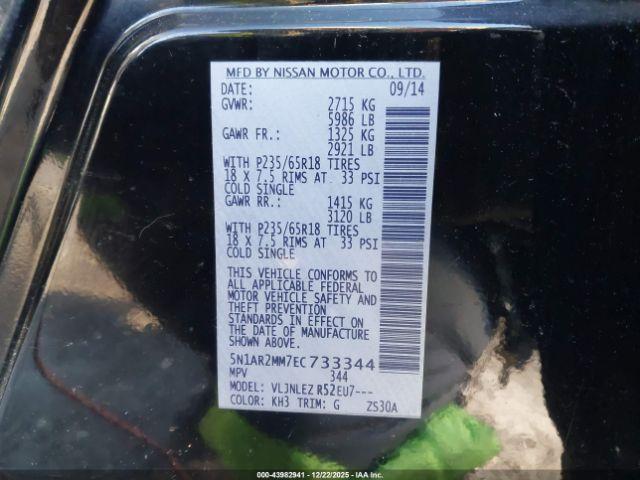 MFD BY NISSAN MOTOR CO., LTD.
DATE: 09/14
GVWR: 2715 KG
5986 LB
GAWR FR.: 1325 KG
2921 LB
WITH P235/65R18 TIRES
18 X 7.5 RIMS AT 33 PSI
COLD SINGLE
GAWR RR.: 1415 KG
3120 LB
WITH P235/65R18 TIRES
18 X 7.5 RIMS AT 33 PSI
COLD SINGLE
THIS VEHICLE CONFORMS TO
ALL APPLICABLE FEDERAL
MOTOR VEHICLE SAFETY AND
THEFT PREVENTION
STANDARDS IN EFFECT ON
THE DATE OF MANUFACTURE
SHOWN ABOVE.
5N1AR2MM7EC733344
MPV 344
MODEL: VLJNLEZ R52EU7---
COLOR: KH3 TRIM: G ZS30A
000-43982941 - 12/22/2025 - IAA Inc.